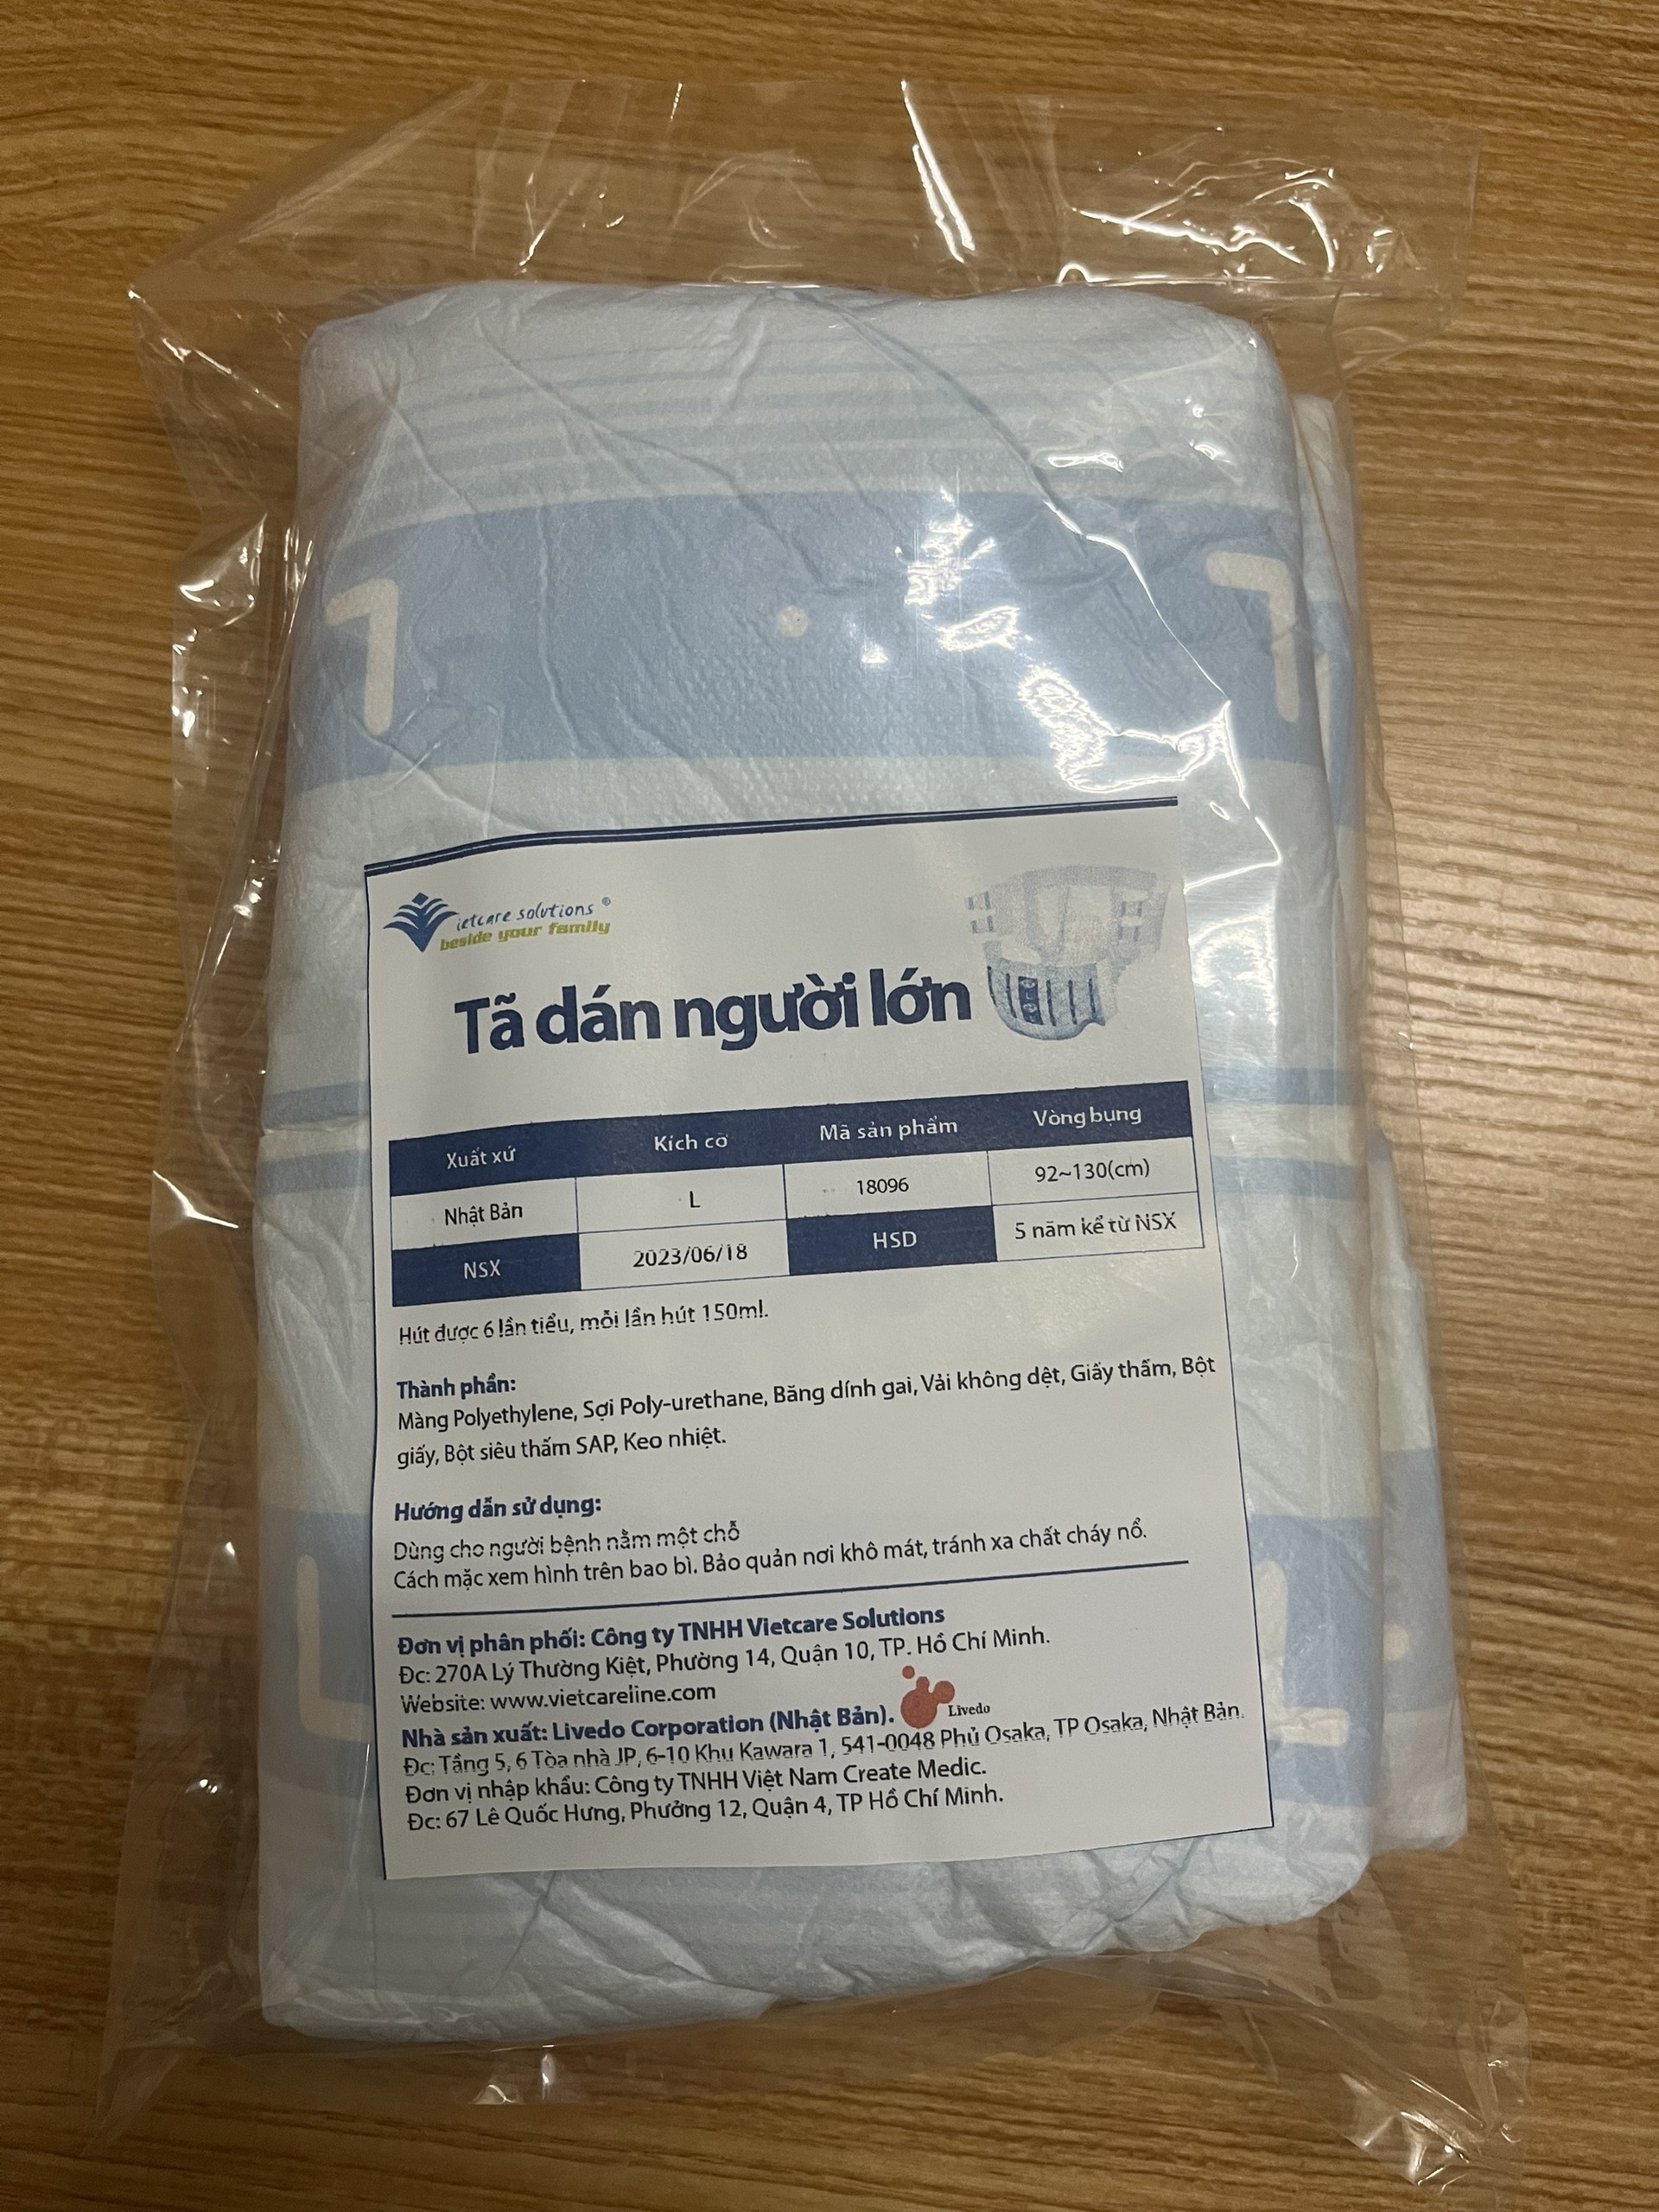 ietcare solutions ®
beside your family
Tã dán người lớn
Xuất xứ Kích cỡ Mã sản phẩm Vòng bụng
Nhật Bản L 18096 92~130(cm)
NSX 2023/06/18 HSD 5 năm kể từ NSX
Hút được 6 lần tiểu, mỗi lần hút 150ml.
Thành phần:
Màng Polyethylene, Sợi Poly-urethane, Băng dính gai, Vải không dệt, Giấy thấm, Bột
giấy, Bột siêu thấm SAP, Keo nhiệt.
Hướng dẫn sử dụng:
Dùng cho người bệnh nằm một chỗ
Cách mặc xem hình trên bao bì. Bảo quản nơi khô mát, tránh xa chất cháy nổ.
Đơn vị phân phối: Công ty TNHH Vietcare Solutions
Đc: 270A Lý Thường Kiệt, Phường 14, Quận 10, TP. Hồ Chí Minh.
Website: www.vietcareline.com
Nhà sản xuất: Livedo Corporation (Nhật Bản). Livedo
Đc: Tầng 5, 6 Tòa nhà JP, 6-10 Khu Kawara 1, 541-0048 Phủ Osaka, TP Osaka, Nhật Bản.
Đơn vị nhập khẩu: Công ty TNHH Việt Nam Create Medic.
Đc: 67 Lê Quốc Hưng, Phưởng 12, Quận 4, TP Hồ Chí Minh.